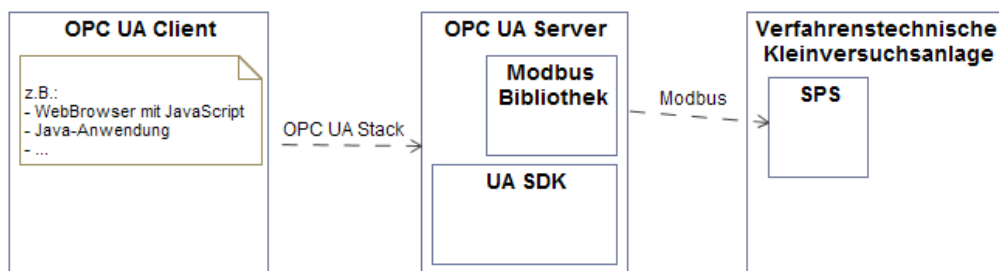 OPC UA Client
z.B.:
- WebBrowser mit JavaScript
- Java-Anwendung
- ...
OPC UA Stack
OPC UA Server
Modbus
Bibliothek
UA SDK
Modbus
Verfahrenstechnische
Kleinversuchsanlage
SPS